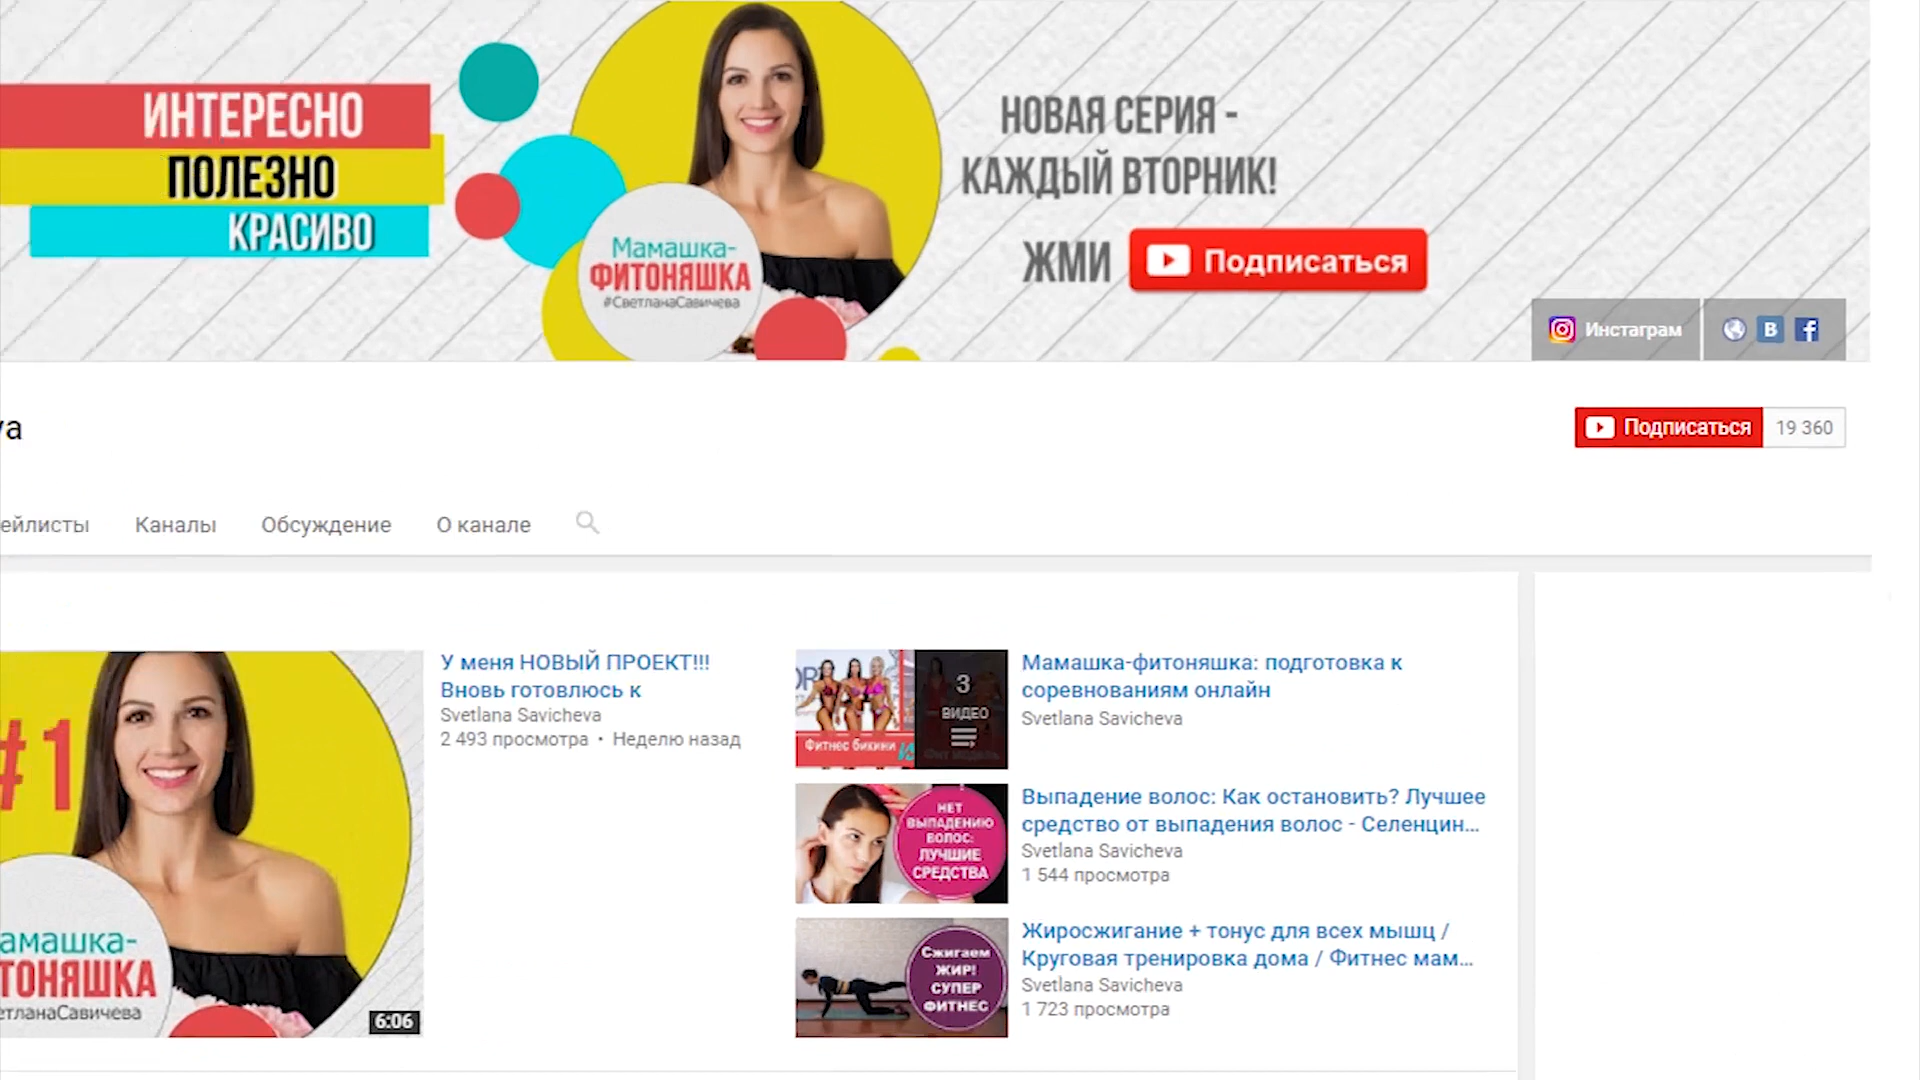 ИНТЕРЕСНО
ПОЛЕЗНО
КРАСИВО
Мамашка-
ФИТОНЯШКА
#СветланаСавичева
НОВАЯ СЕРИЯ -
КАЖДЫЙ ВТОРНИК!
ЖМИ Подписаться
Инстаграм
va
Подписаться 19 360
ейлисты Каналы Обсуждение О канале
#1
амашка-
ТОНЯШКА
етланаСавичева
6:06
У меня НОВЫЙ ПРОЕКТ!!!
Вновь готовлюсь к
Svetlana Savicheva
2 493 просмотра • Неделю назад
3
ВИДЕО
Фитнес бикини
Мамашка-фитоняшка: подготовка к
соревнованиям онлайн
Svetlana Savicheva
НЕТ
ВЫПАДЕНИЮ
ВОЛОС:
ЛУЧШИЕ
СРЕДСТВА
Выпадение волос: Как остановить? Лучшее
средство от выпадения волос - Селенцин...
Svetlana Savicheva
1 544 просмотра
Сжигаем
ЖИР!
СУПЕР
ФИТНЕС
Жиросжигание + тонус для всех мышц /
Круговая тренировка дома / Фитнес мам...
Svetlana Savicheva
1 723 просмотра